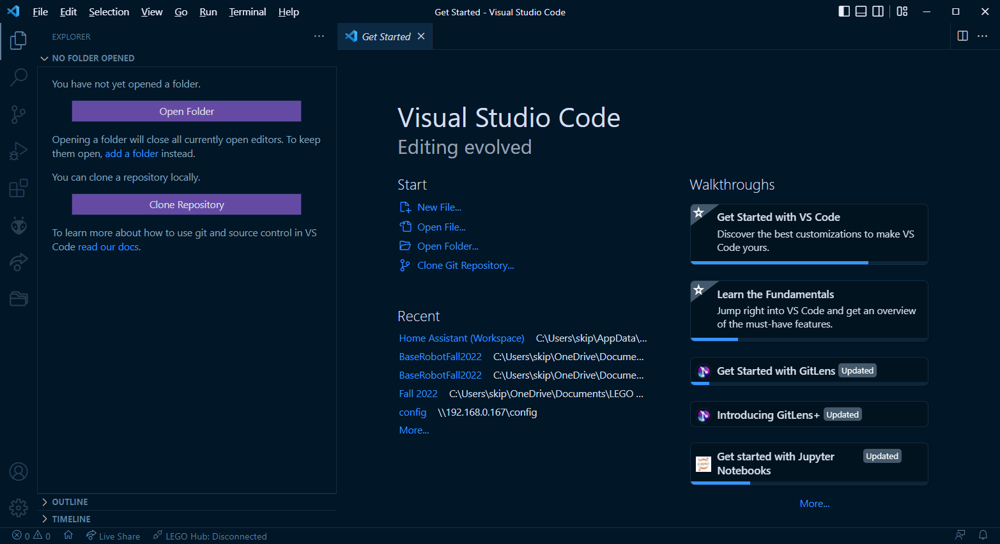 File Edit Selection View Go Run Terminal Help
Get Started - Visual Studio Code
EXPLORER
Get Started
NO FOLDER OPENED
You have not yet opened a folder.
Open Folder
Opening a folder will close all currently open editors. To keep
them open, add a folder instead.
You can clone a repository locally.
Clone Repository
To learn more about how to use git and source control in VS
Code read our docs.
OUTLINE
TIMELINE
Visual Studio Code
Editing evolved
Start
New File...
Open File...
Open Folder...
Clone Git Repository...
Recent
Home Assistant (Workspace) C:\Users\skip\AppData\...
BaseRobotFall2022 C:\Users\skip\OneDrive\Docume...
BaseRobotFall2022 C:\Users\skip\OneDrive\Docume...
Fall 2022 C:\Users\skip\OneDrive\Documents\LEGO ...
config \\192.168.0.167\config
More...
Walkthroughs
Get Started with VS Code
Discover the best customizations to make VS
Code yours.
Learn the Fundamentals
Jump right into VS Code and get an overview
of the must-have features.
Get Started with GitLens Updated
Introducing GitLens+ Updated
Get started with Jupyter Updated
Notebooks
More...
0 0 Live Share LEGO Hub: Disconnected